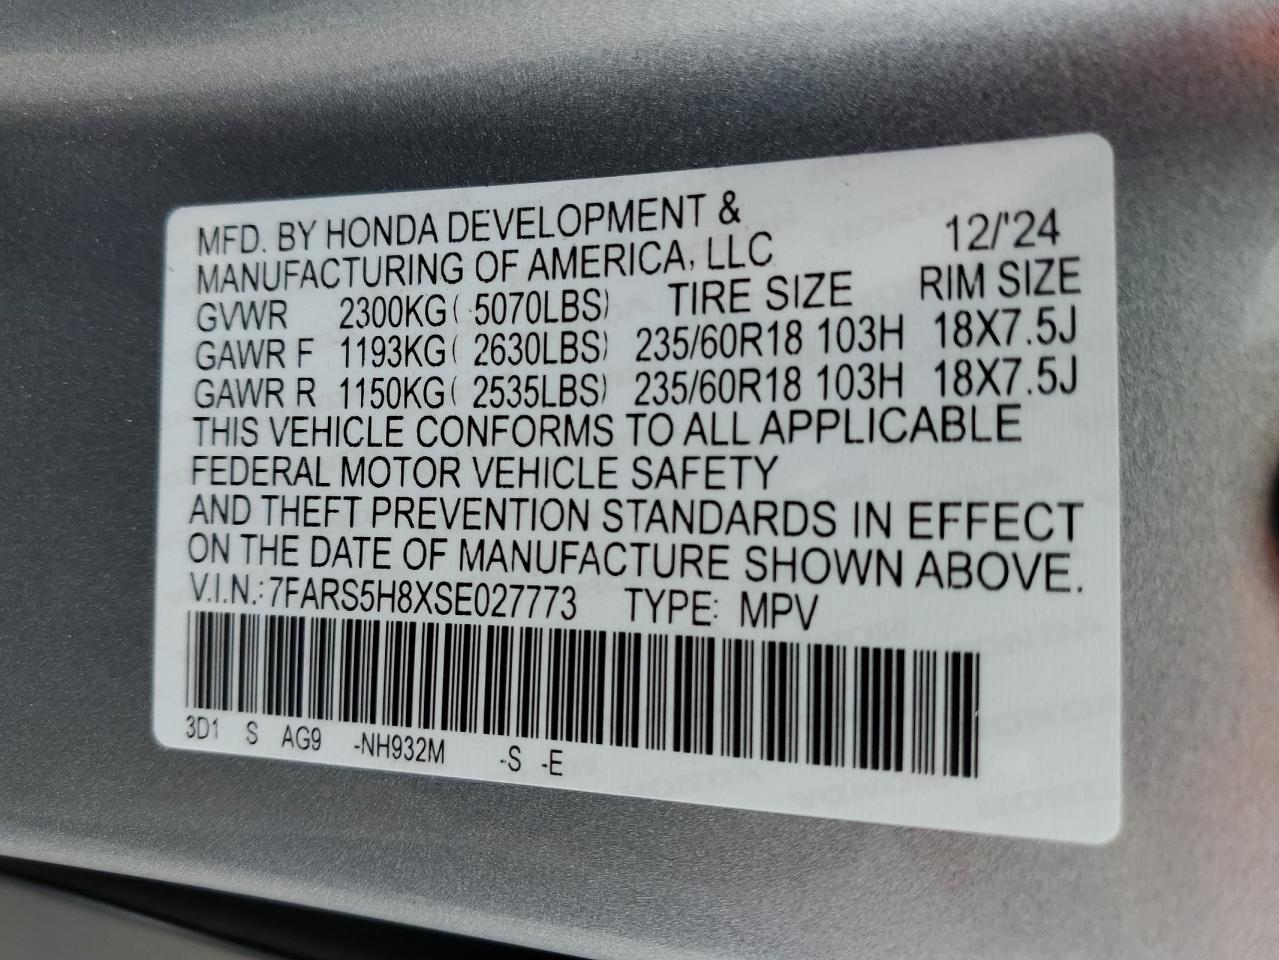 MFD. BY HONDA DEVELOPMENT &
MANUFACTURING OF AMERICA, LLC 12/'24
GVWR 2300KG( 5070LBS) TIRE SIZE RIM SIZE
GAWR F 1193KG( 2630LBS) 235/60R18 103H 18X7.5J
GAWR R 1150KG( 2535LBS) 235/60R18 103H 18X7.5J
THIS VEHICLE CONFORMS TO ALL APPLICABLE
FEDERAL MOTOR VEHICLE SAFETY
AND THEFT PREVENTION STANDARDS IN EFFECT
ON THE DATE OF MANUFACTURE SHOWN ABOVE.
V.I.N.: 7FARS5H8XSE027773 TYPE: MPV
3D1 S AG9 -NH932M -S -E